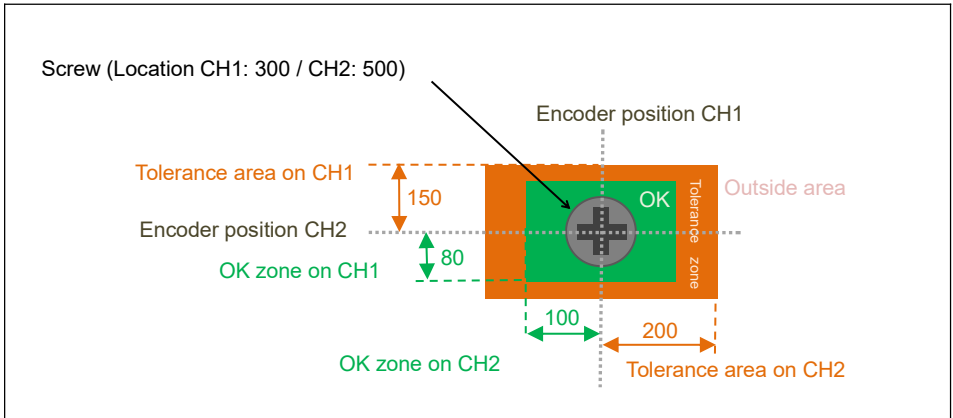 Screw (Location CH1: 300 / CH2: 500)
Encoder position CH1
Tolerance area on CH1
150
OK
Tolerance zone
Outside area
Encoder position CH2
OK zone on CH1
80
100
200
OK zone on CH2
Tolerance area on CH2